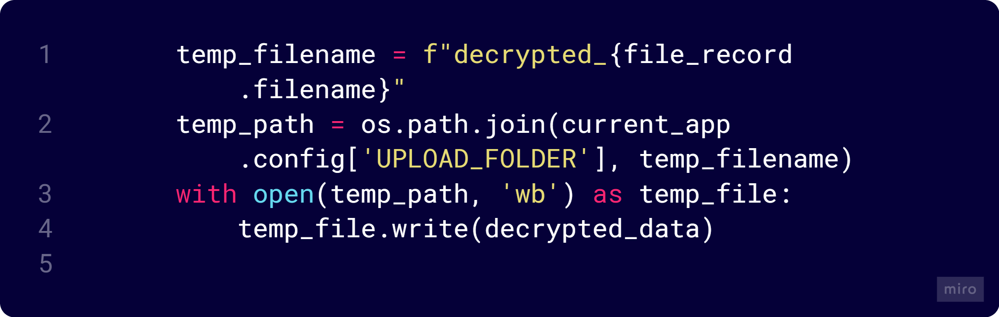 1 temp_filename = f"decrypted_{file_record
.filename}"
2 temp_path = os.path.join(current_app
.config['UPLOAD_FOLDER'], temp_filename)
3 with open(temp_path, 'wb') as temp_file:
4 temp_file.write(decrypted_data)
5
miro